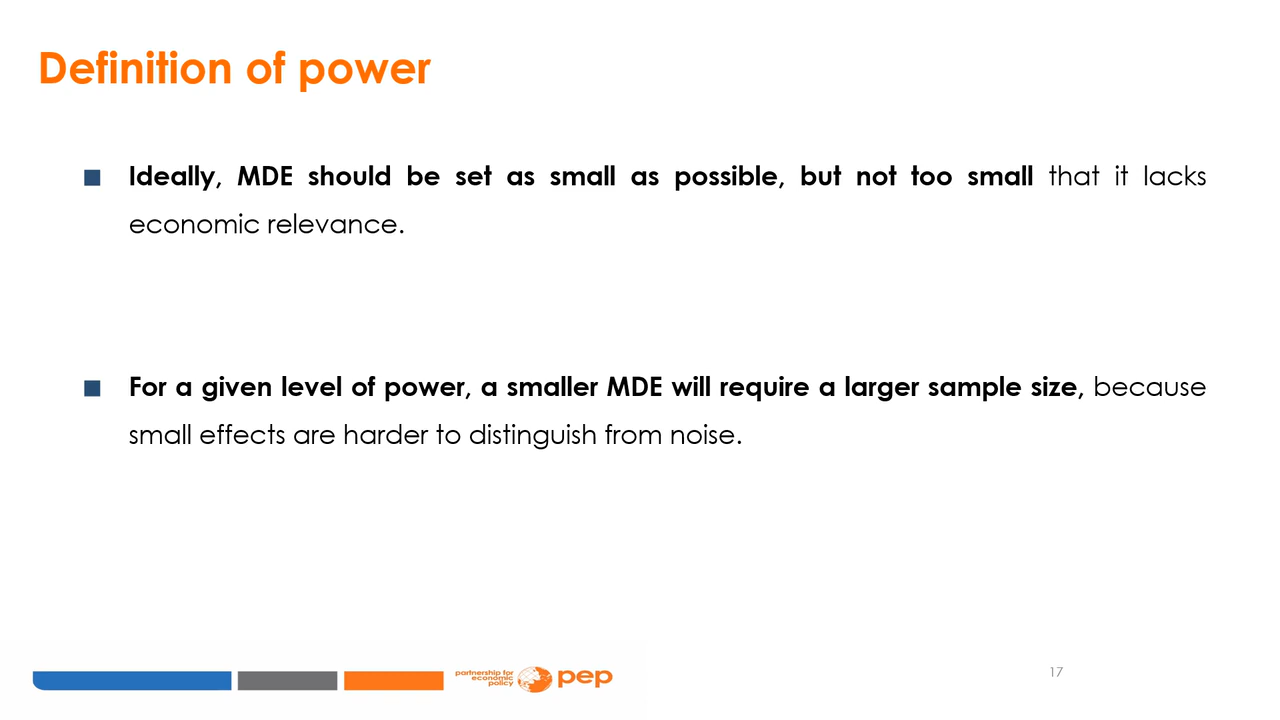 Definition of power
Ideally, MDE should be set as small as possible, but not too small that it lacks
economic relevance.
For a given level of power, a smaller MDE will require a larger sample size, because
small effects are harder to distinguish from noise.
partnership for
economic
policy
pep
17